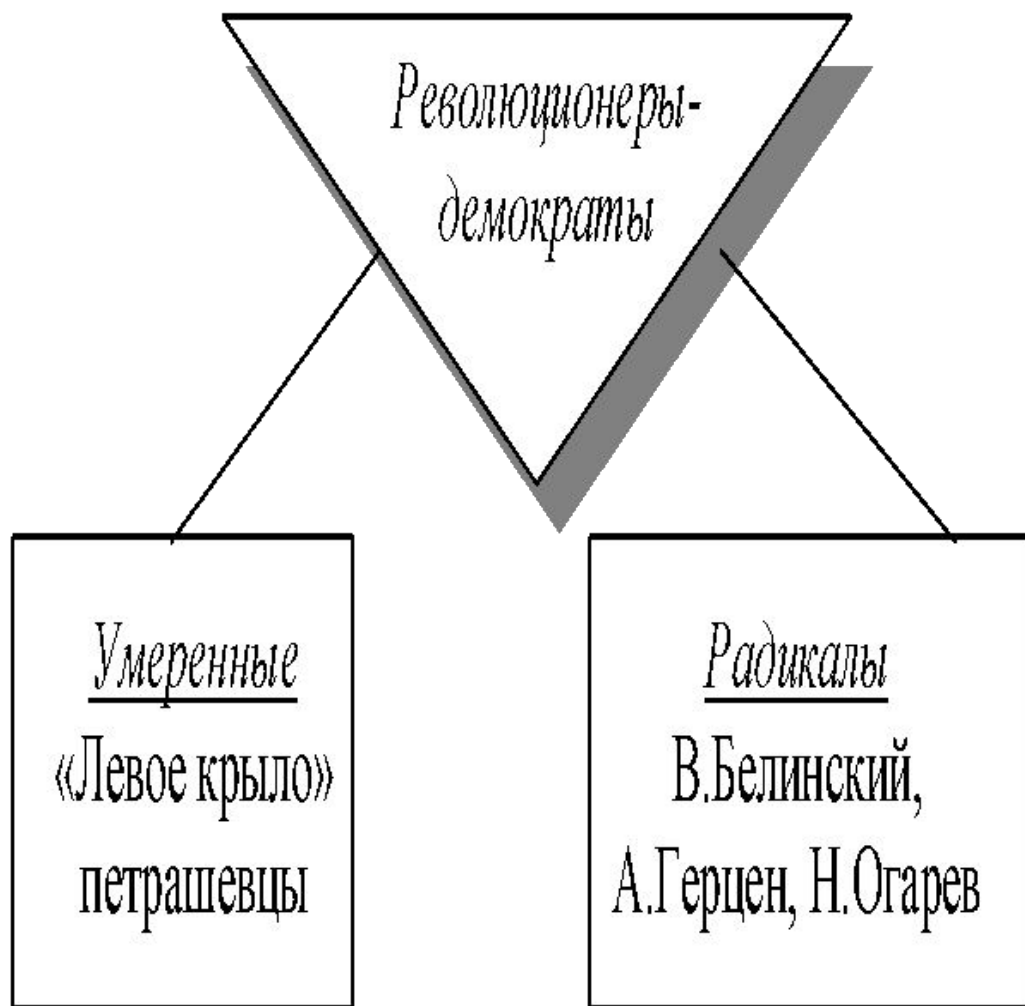 Революционеры-
демократы
Умеренные
«Левое крыло»
петрашевцы
Радикалы
В.Белинский,
А.Герцен, Н.Огарев